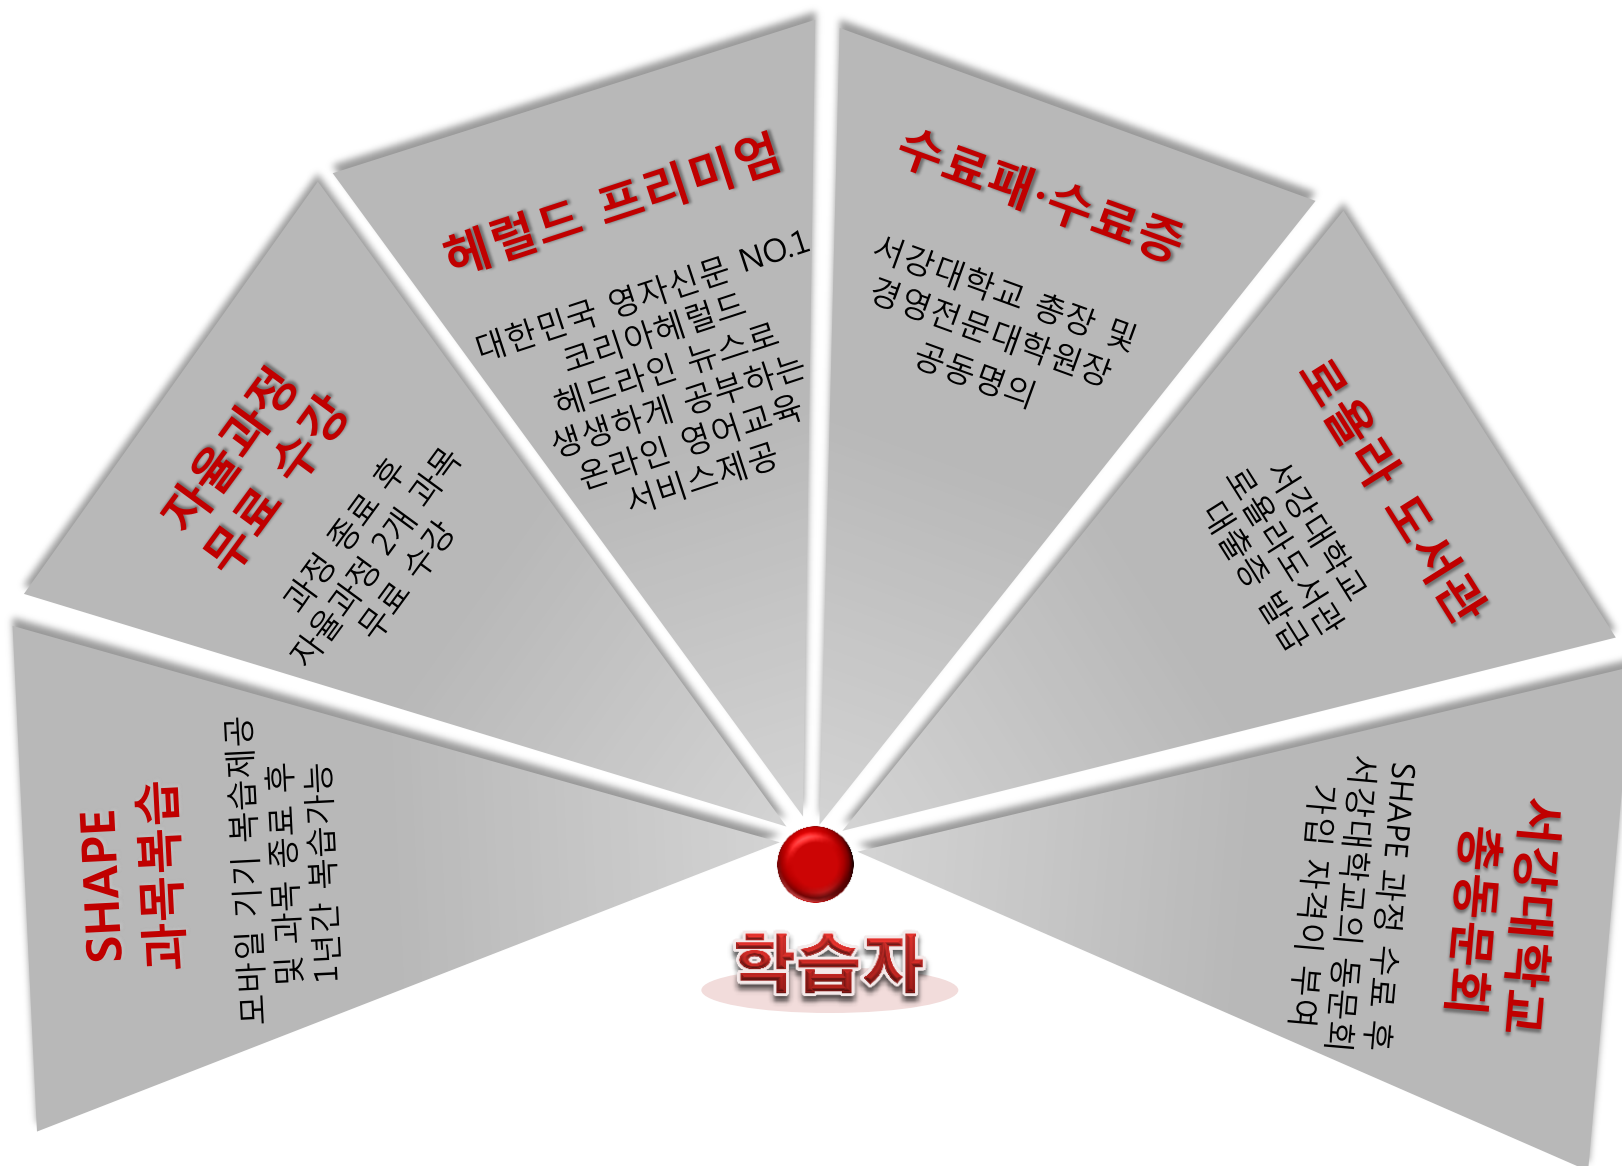 SHAPE
과목복습
모바일 기기 복습제공
및 과목 종료 후
1년간 복습가능
자율과정
무료 수강
과정 종료 후
자율과정 2개 과목
무료 수강
헤럴드 프리미엄
대한민국 영자신문 NO.1
코리아헤럴드
헤드라인 뉴스로
생생하게 공부하는
온라인 영어교육
서비스제공
수료패·수료증
서강대학교 총장 및
경영전문대학원장
공동명의
로욜라 도서관
서강대학교
로욜라도서관
대출증 발급
서강대학교
총동문회
SHAPE 과정 수료 후
서강대학교의 동문회
가입 자격이 부여
학습자